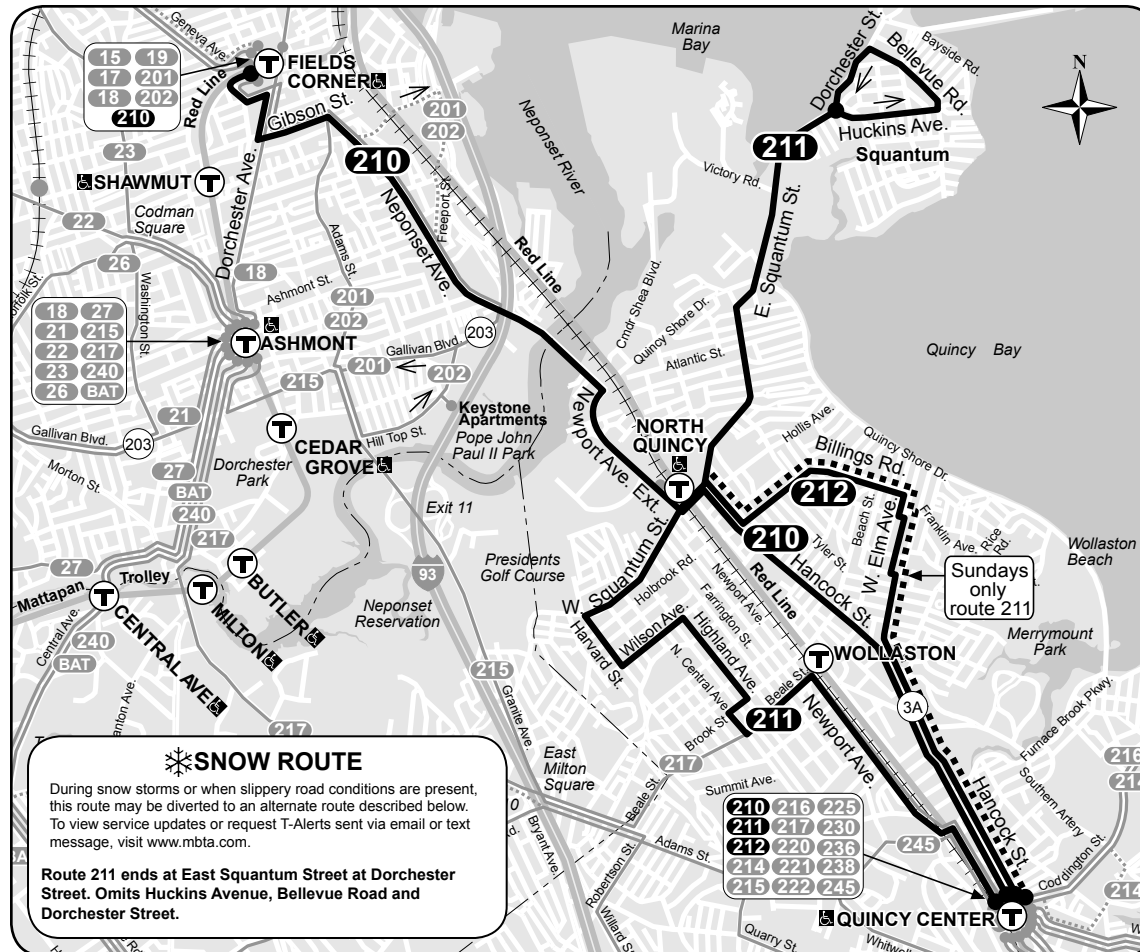 Geneva Ave.
15 19
17 201
18 202
210
Red Line
FIELDS
CORNER
Gibson St.
201
202
23
SHAWMUT
Codman
Square
22
26
Dorchester Ave.
210
Neponset Ave.
Freeport St.
Neponset River
Marina
Bay
Red Line
Dorchester St.
Bellevue Rd.
Bayside Rd.
Huckins Ave.
Squantum
211
Victory Rd.
E. Squantum St.
N
Washington St.
18
Adams St.
Ashmont St.
201
202
18 27
21 215
22 217
23 240
26 BAT
ASHMONT
Gallivan Blvd.
203
201
202
215
21
Gallivan Blvd.
203
Morton St.
Keystone
Apartments
Pope John
Paul II Park
Hill Top St.
CEDAR
GROVE
Dorchester
Park
27
BAT
240
217
Exit 11
93
Cmdr Shea Blvd.
Quincy Shore Dr.
Atlantic St.
Quincy Bay
Newport Ave. Ext.
NORTH
QUINCY
Hollis Ave.
Billings Rd.
Quincy Shore Dr.
212
Beach St.
Franklin Ave.
Rice Rd.
W. Elm Ave.
Tyler St.
210
Hancock St.
Wollaston
Beach
Sundays
only
route 211
Merrymount
Park
Presidents
Golf Course
W. Squantum St.
Holbrook Rd.
Newport Ave.
Red Line
Farrington St.
Wilson Ave.
Highland Ave.
Harvard St.
N. Central Ave.
Beale St.
WOLLASTON
211
Brook St.
217
Newport Ave.
3A
Furnace Brook Pkwy.
Southern Artery
216
Hancock St.
Coddington St.
214
27
Mattapan
Trolley
CENTRAL AVE
MILTON
BUTLER
Neponset
Reservation
Central Ave.
240
BAT
217
215
Granite Ave.
East
Milton
Square
Bryant Ave.
Beale St.
Summit Ave.
Adams St.
Robertson St.
Willard St.
Quarry St.
245
210 216 225
211 217 230
212 220 236
214 221 238
215 222 245
QUINCY CENTER
SNOW ROUTE
During snow storms or when slippery road conditions are present,
this route may be diverted to an alternate route described below.
To view service updates or request T-Alerts sent via email or text
message, visit www.mbta.com.
Route 211 ends at East Squantum Street at Dorchester
Street. Omits Huckins Avenue, Bellevue Road and
Dorchester Street.